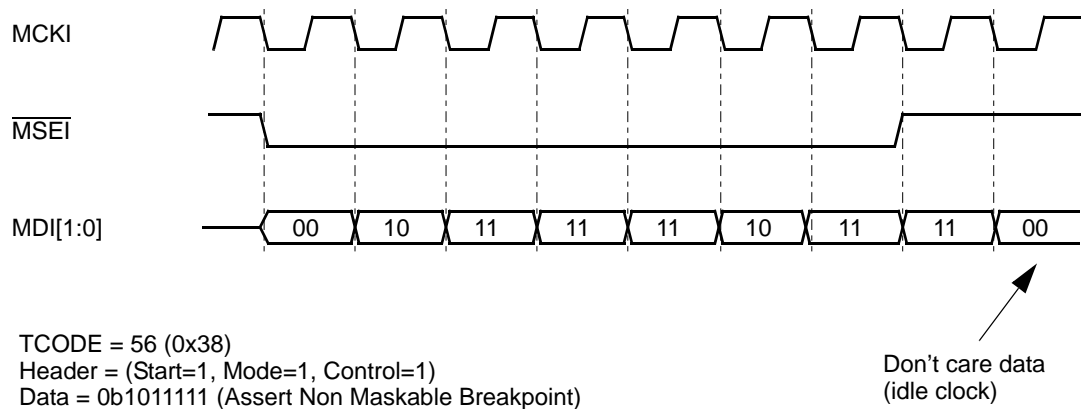 MCKI
MSEI
MDI[1:0]
00 10 11 11 11 10 11 11 00
TCODE = 56 (0x38)
Header = (Start=1, Mode=1, Control=1)
Data = 0b1011111 (Assert Non Maskable Breakpoint)
Don't care data
(idle clock)